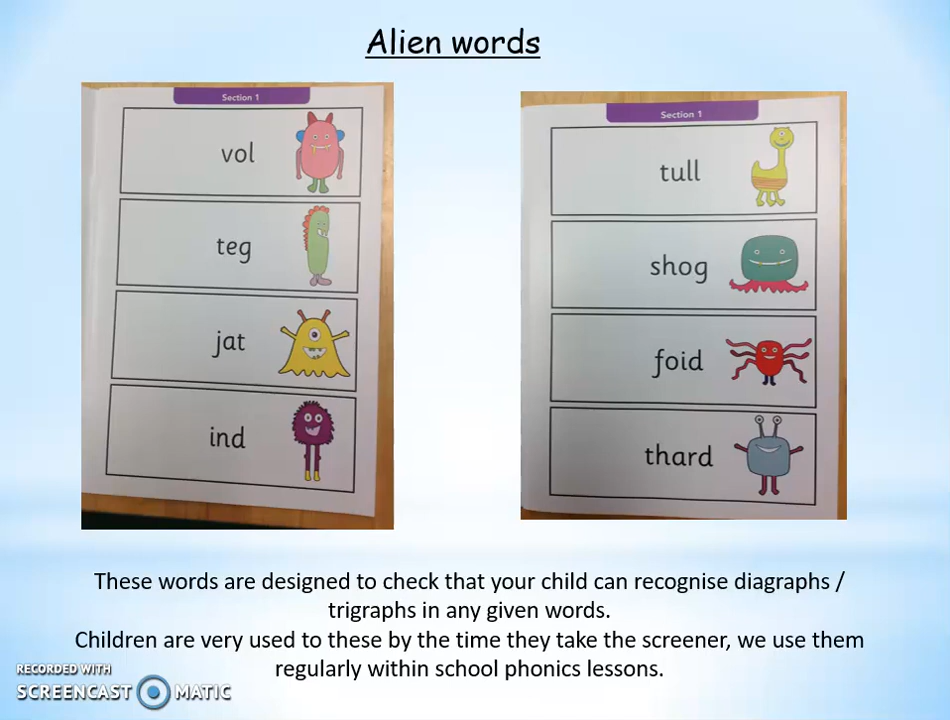 Alien words
Section 1
vol
teg
jat
ind
Section 1
tull
shog
foid
thard
These words are designed to check that your child can recognise diagraphs /
trigraphs in any given words.
Children are very used to these by the time they take the screener, we use them
regularly within school phonics lessons.
RECORDED WITH
SCREENCAST MATIC